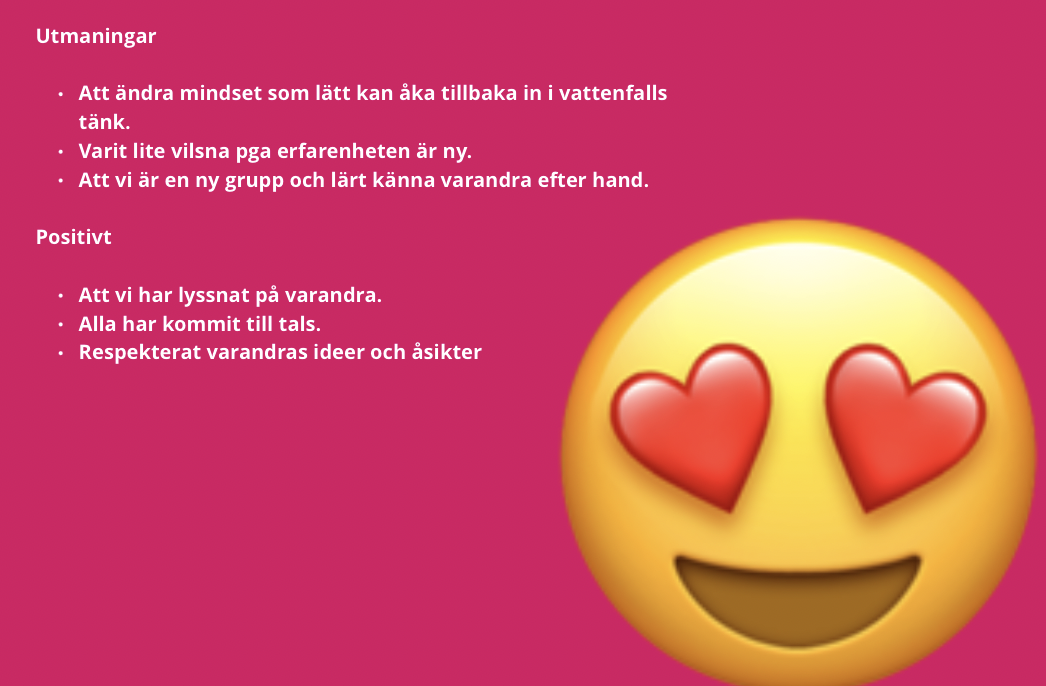 Utmaningar
• Att ändra mindset som lätt kan åka tillbaka in i vattenfalls
tänk.
• Varit lite vilsna pga erfarenheten är ny.
• Att vi är en ny grupp och lärt känna varandra efter hand.
Positivt
• Att vi har lyssnat på varandra.
• Alla har kommit till tals.
• Respekterat varandras ideer och åsikter